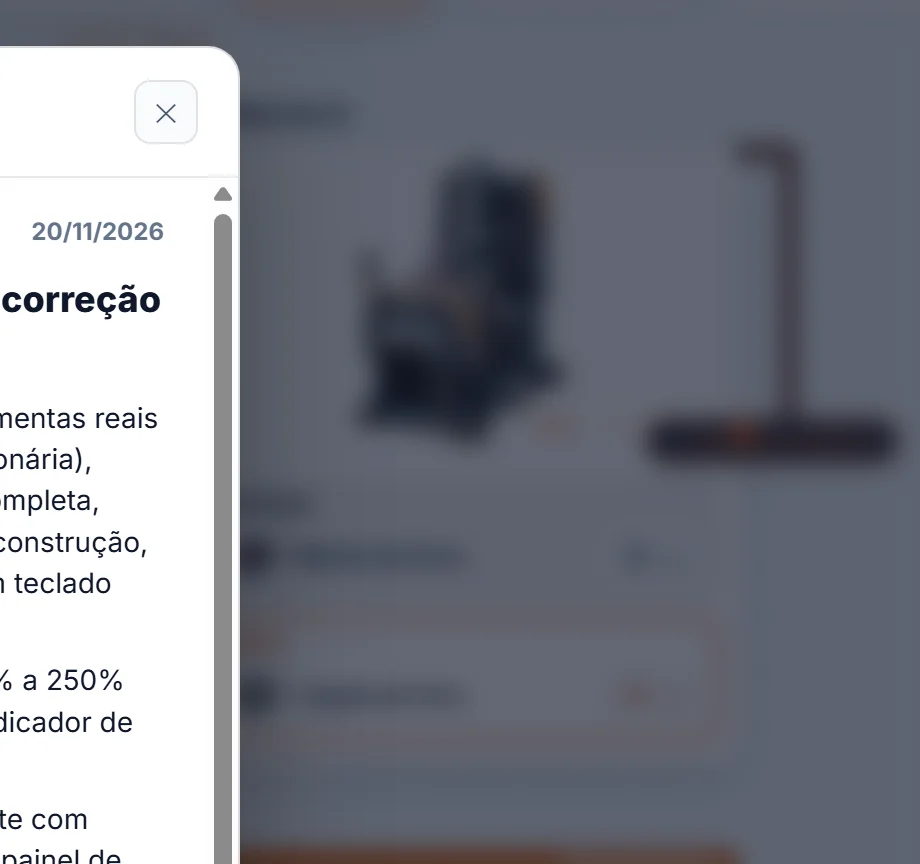 20/11/2026
correção
mentas reais
onária),
ompleta,
construção,
teclado
% a 250%
dicador de
te com
painel de